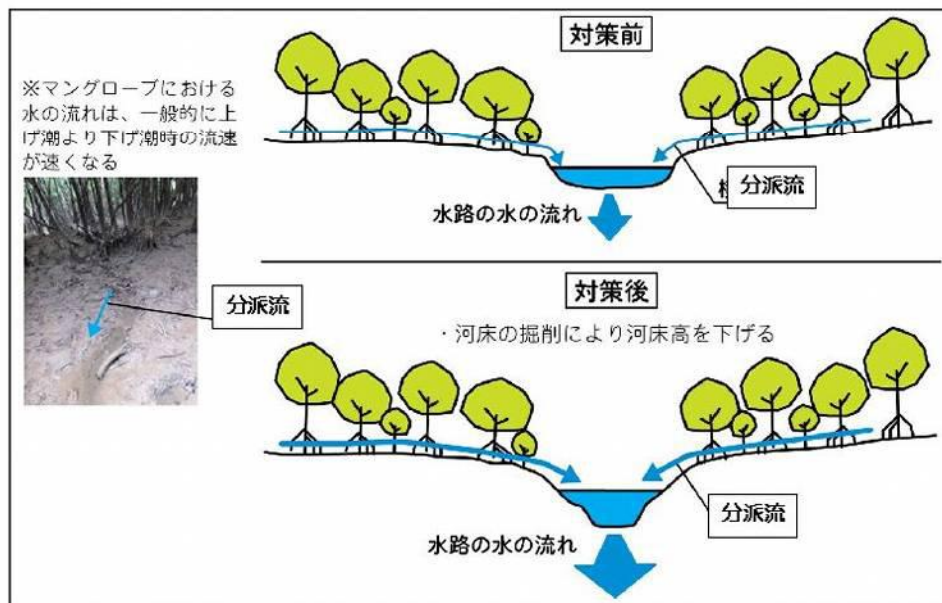 対策前
※マングローブにおける
水の流れは、一般的に上
げ潮より下げ潮時の流速
が速くなる
分派流
水路の水の流れ
分派流
対策後
・河床の掘削により河床高を下げる
分派流
水路の水の流れ